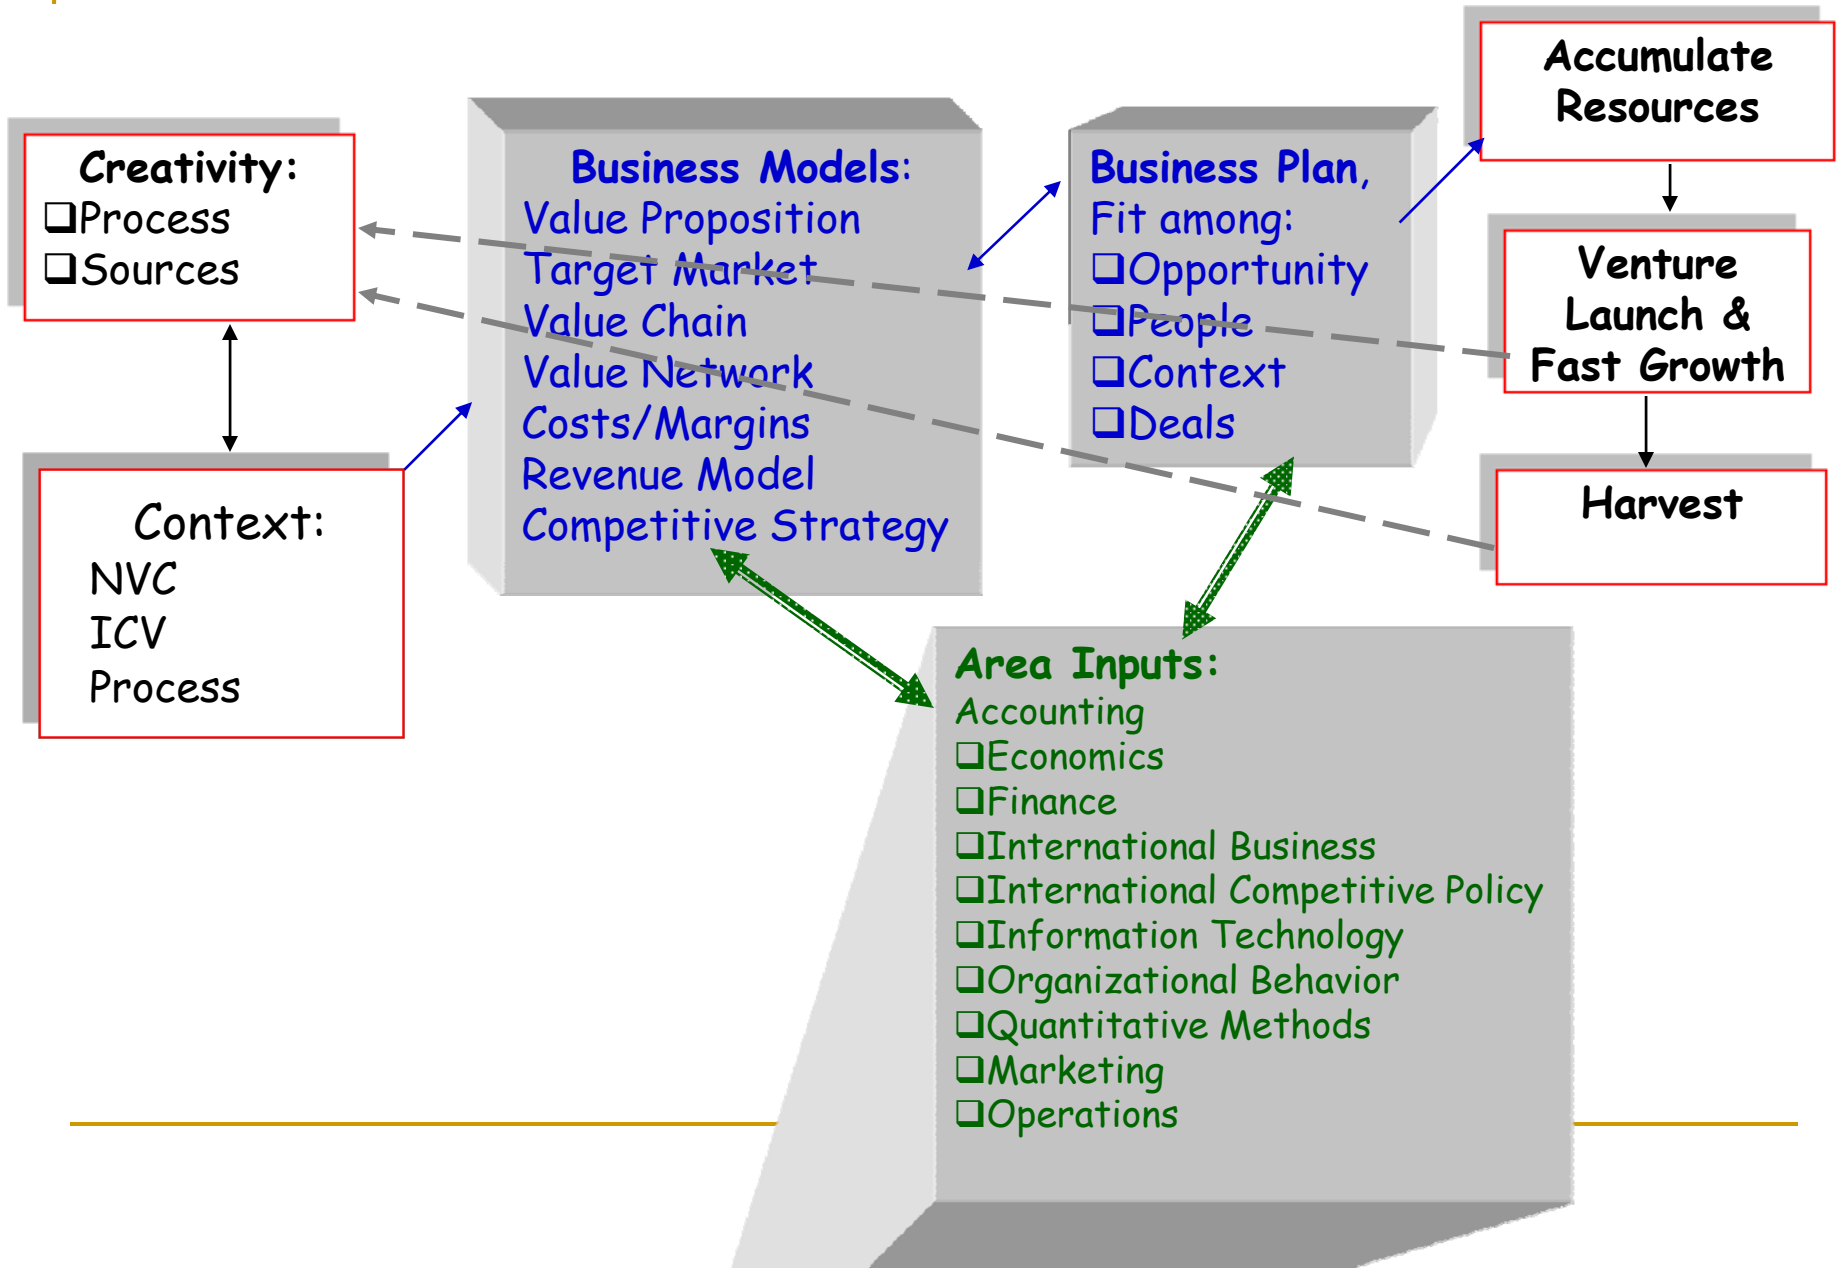 Creativity:
❑Process
❑Sources
Context:
NVC
ICV
Process
Business Models:
Value Proposition
Target Market
Value Chain
Value Network
Costs/Margins
Revenue Model
Competitive Strategy
Business Plan,
Fit among:
❑Opportunity
❑People
❑Context
❑Deals
Accumulate
Resources
Venture
Launch &
Fast Growth
Harvest
Area Inputs:
Accounting
❑Economics
❑Finance
❑International Business
❑International Competitive Policy
❑Information Technology
❑Organizational Behavior
❑Quantitative Methods
❑Marketing
❑Operations